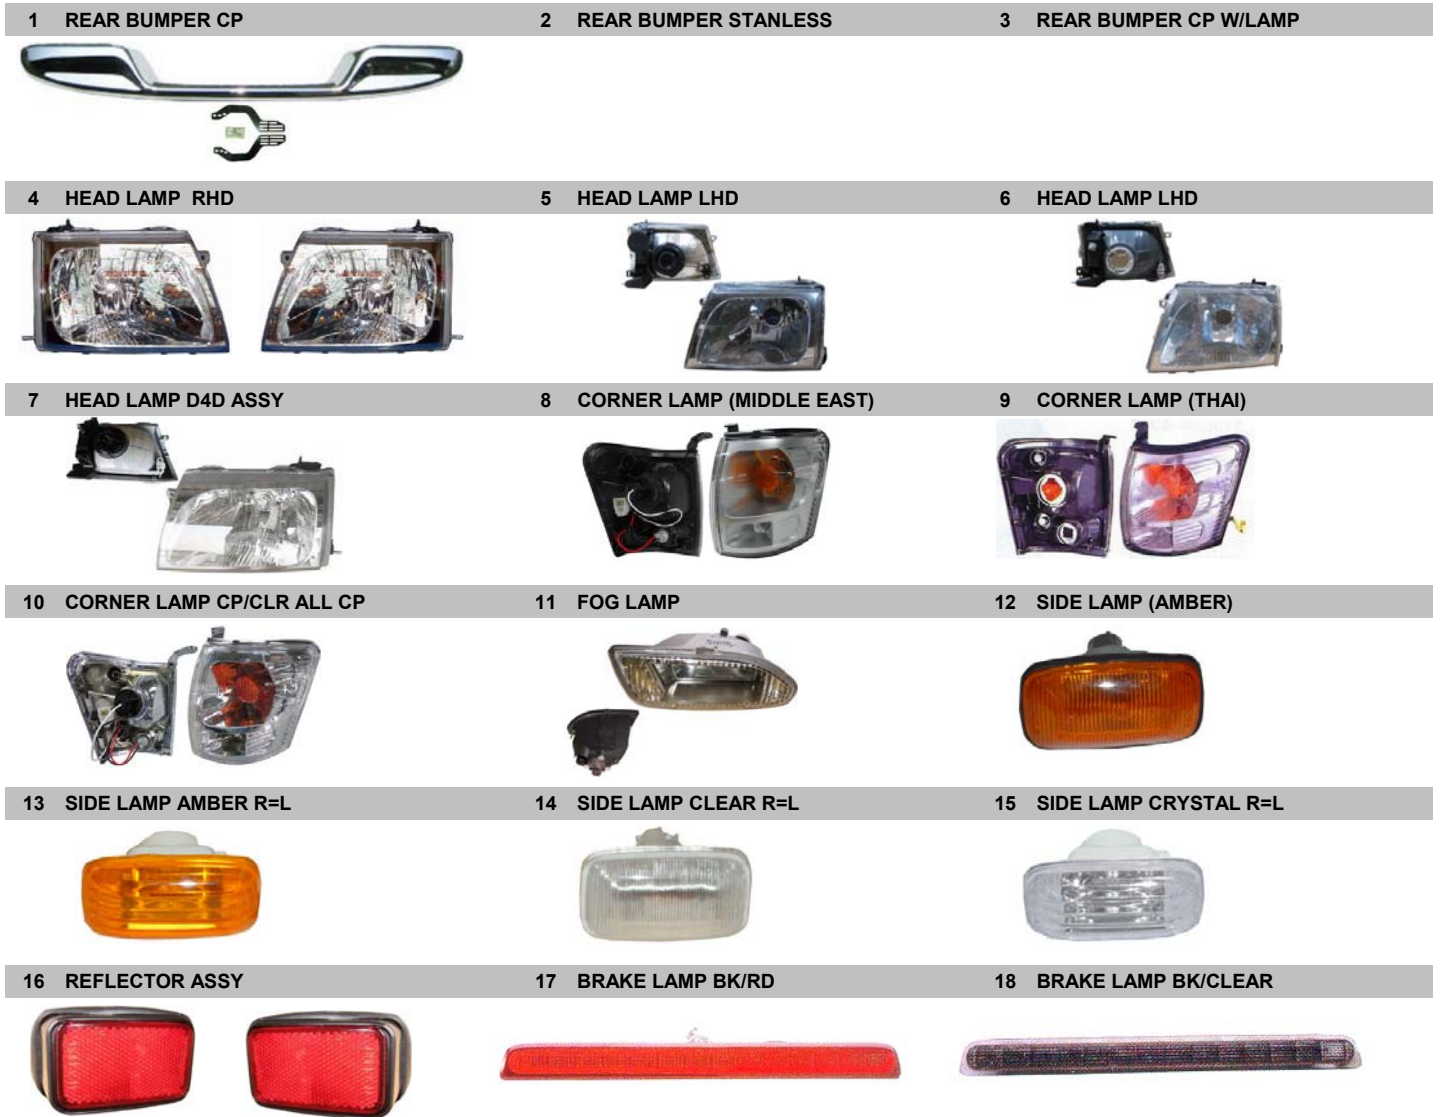 1 REAR BUMPER CP
2 REAR BUMPER STANLESS
3 REAR BUMPER CP W/LAMP
4 HEAD LAMP RHD
5 HEAD LAMP LHD
6 HEAD LAMP LHD
7 HEAD LAMP D4D ASSY
8 CORNER LAMP (MIDDLE EAST)
9 CORNER LAMP (THAI)
10 CORNER LAMP CP/CLR ALL CP
11 FOG LAMP
12 SIDE LAMP (AMBER)
13 SIDE LAMP AMBER R=L
14 SIDE LAMP CLEAR R=L
15 SIDE LAMP CRYSTAL R=L
16 REFLECTOR ASSY
17 BRAKE LAMP BK/RD
18 BRAKE LAMP BK/CLEAR